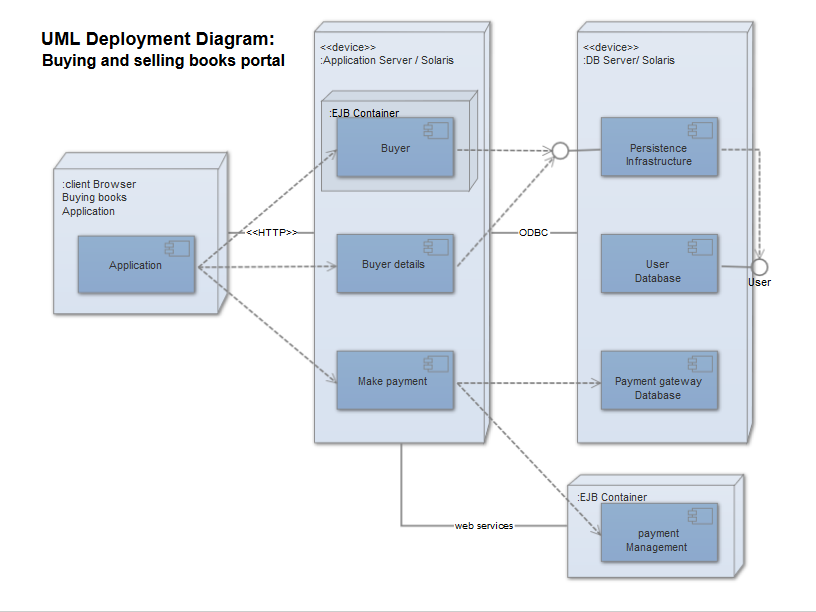 UML Deployment Diagram:
Buying and selling books portal
<<device>>
:Application Server / Solaris
:EJB Container
Buyer
Buyer details
Make payment
<<device>>
:DB Server/ Solaris
Persistence
Infrastructure
User
Database
Payment gateway
Database
:client Browser
Buying books
Application
Application
<<HTTP>>
ODBC
User
web services
:EJB Container
payment
Management